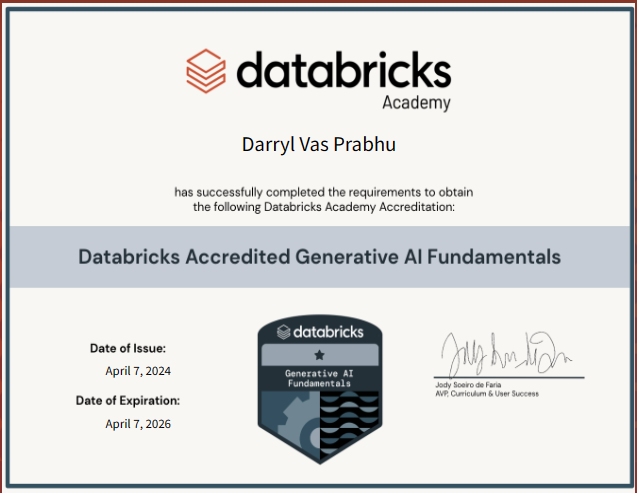 databricks
Academy
Darryl Vas Prabhu
has successfully completed the requirements to obtain
the following Databricks Academy Accreditation:
Databricks Accredited Generative AI Fundamentals
Date of Issue:
April 7, 2024
Date of Expiration:
April 7, 2026
databricks
Generative AI
Fundamentals
Jody Soeiro de Faria
AVP, Curriculum & User Success